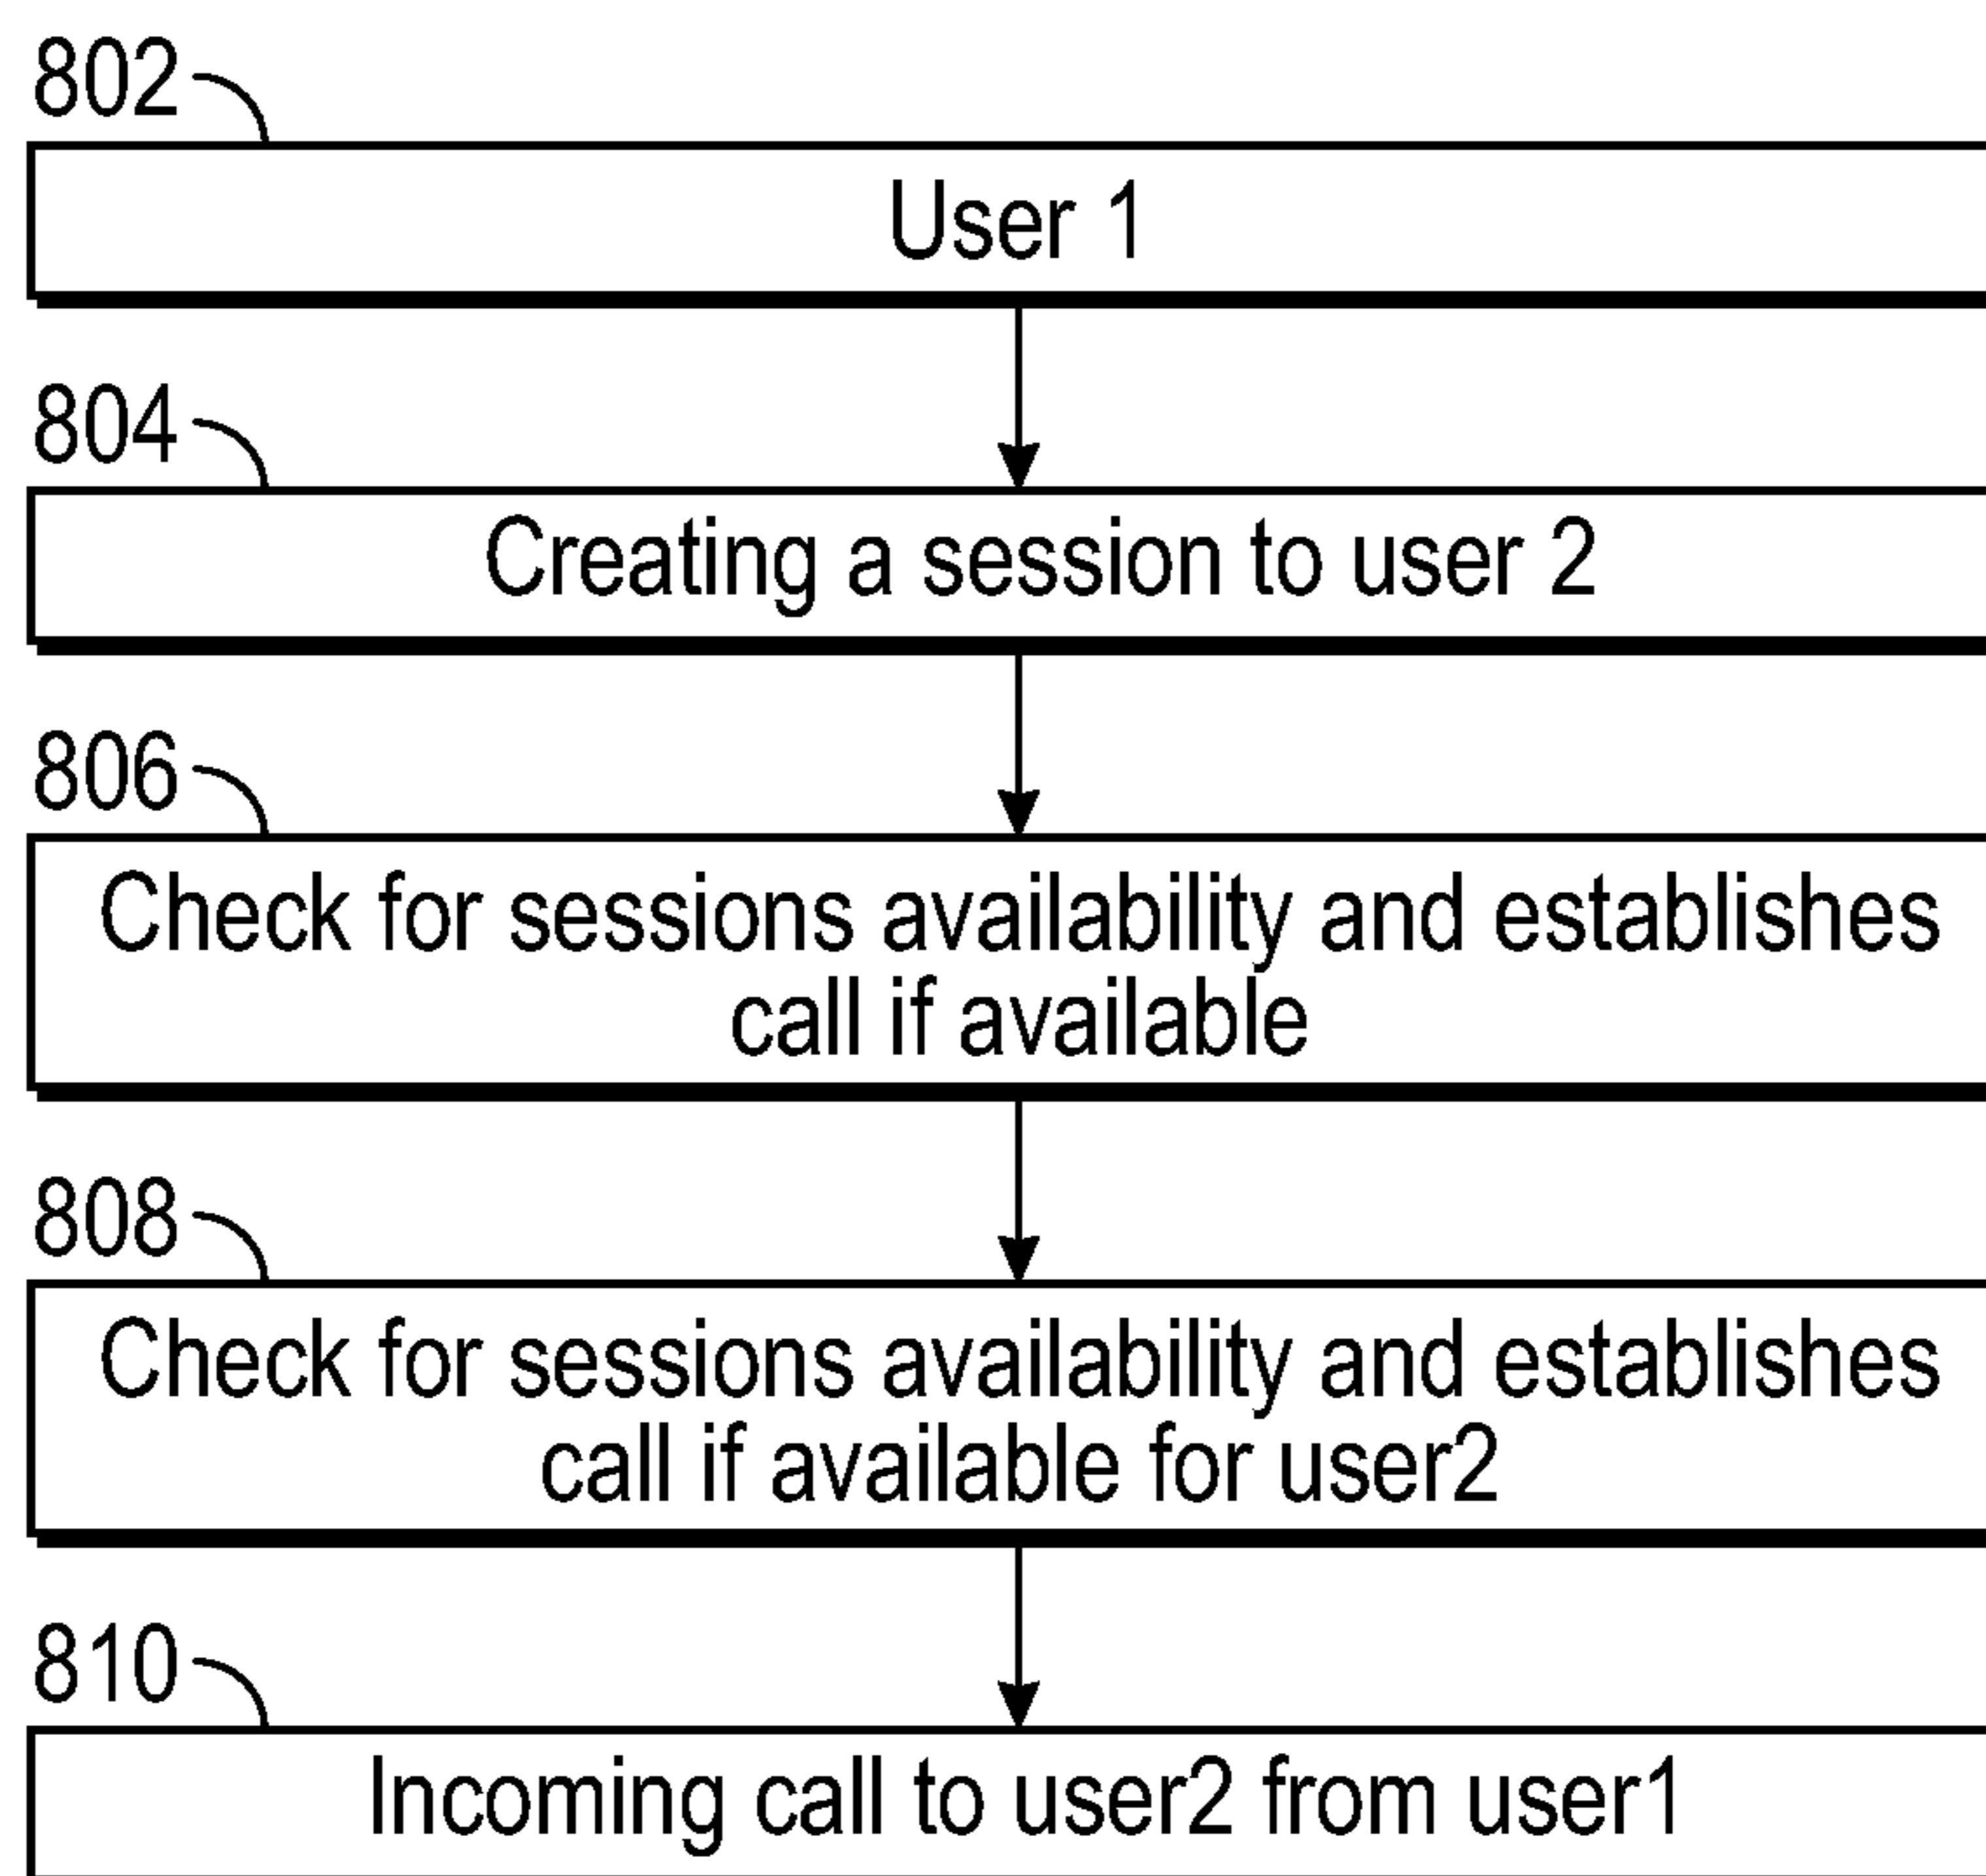 802
User 1
804
Creating a session to user 2
806
Check for sessions availability and establishes
call if available
808
Check for sessions availability and establishes
call if available for user2
810
Incoming call to user2 from user1